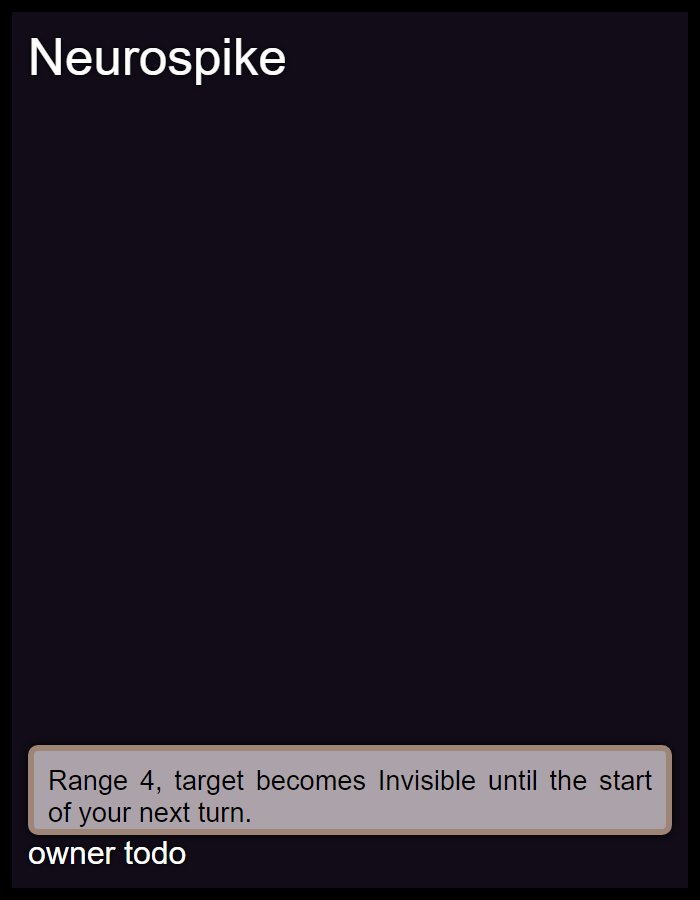 Neurospike
Range 4, target becomes Invisible until the start
of your next turn.
owner todo